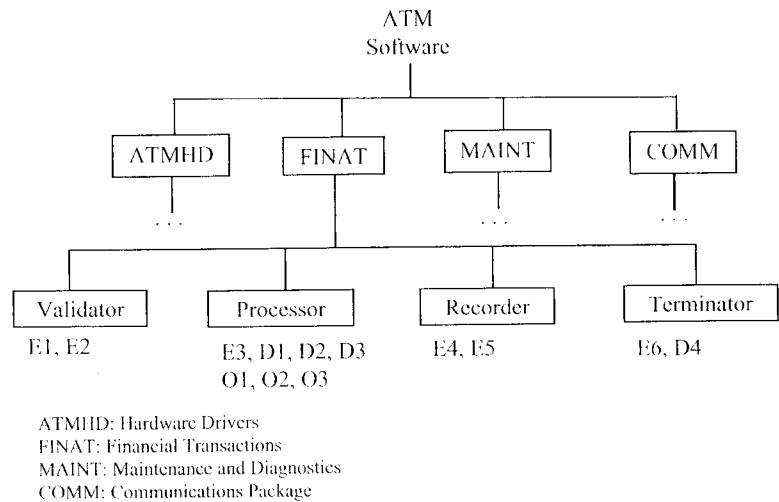 ATM
Software
ATMHD FINAT MAINT COMM
. . . . . . . . .
Validator Processor Recorder Terminator
E1, E2 E3, D1, D2, D3 E4, E5 E6, D4
O1, O2, O3
ATMHD: Hardware Drivers
FINAT: Financial Transactions
MAINT: Maintenance and Diagnostics
COMM: Communications Package